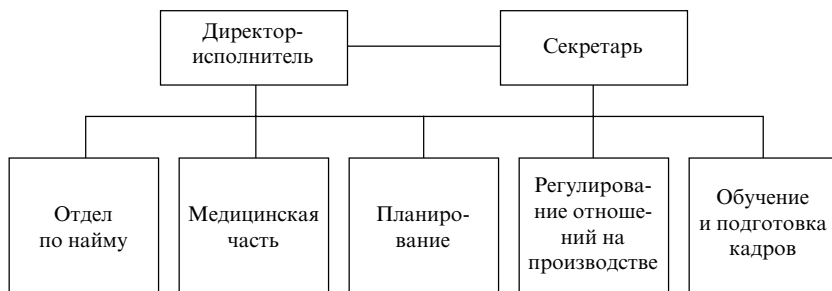 Директор-
исполнитель
Секретарь
Отдел
по найму
Медицинская
часть
Планиро-
вание
Регулирова-
ние отноше-
ний на
производстве
Обучение
и подготовка
кадров